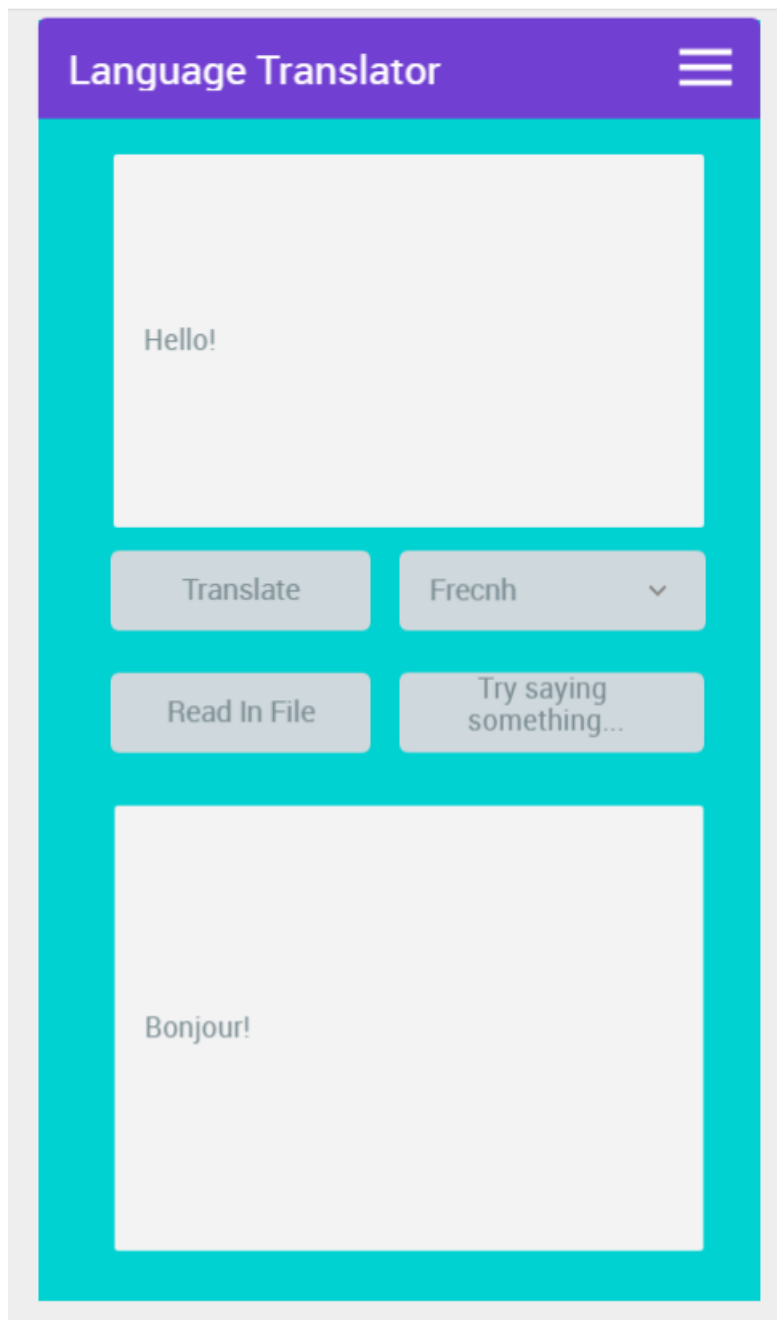 Language Translator
Hello!
Translate
Frecnh
Read In File
Try saying
something...
Bonjour!